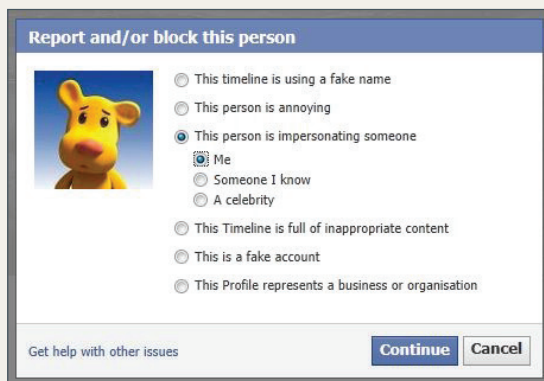 Report and/or block this person
This timeline is using a fake name
This person is annoying
This person is impersonating someone
Me
Someone I know
A celebrity
This Timeline is full of inappropriate content
This is a fake account
This Profile represents a business or organisation
Get help with other issues
Continue
Cancel